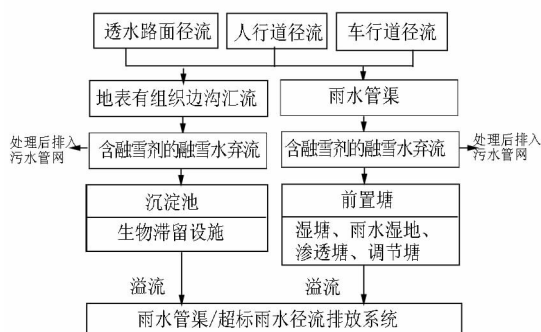 透水路面径流
人行道径流
车行道径流
地表有组织边沟汇流
雨水管渠
处理后排入
污水管网
含融雪剂的融雪水弃流
含融雪剂的融雪水弃流
处理后排入
污水管网
沉淀池
生物滞留设施
前置塘
湿塘、雨水湿地、
渗透塘、调节塘
溢流
溢流
雨水管渠/超标雨水径流排放系统